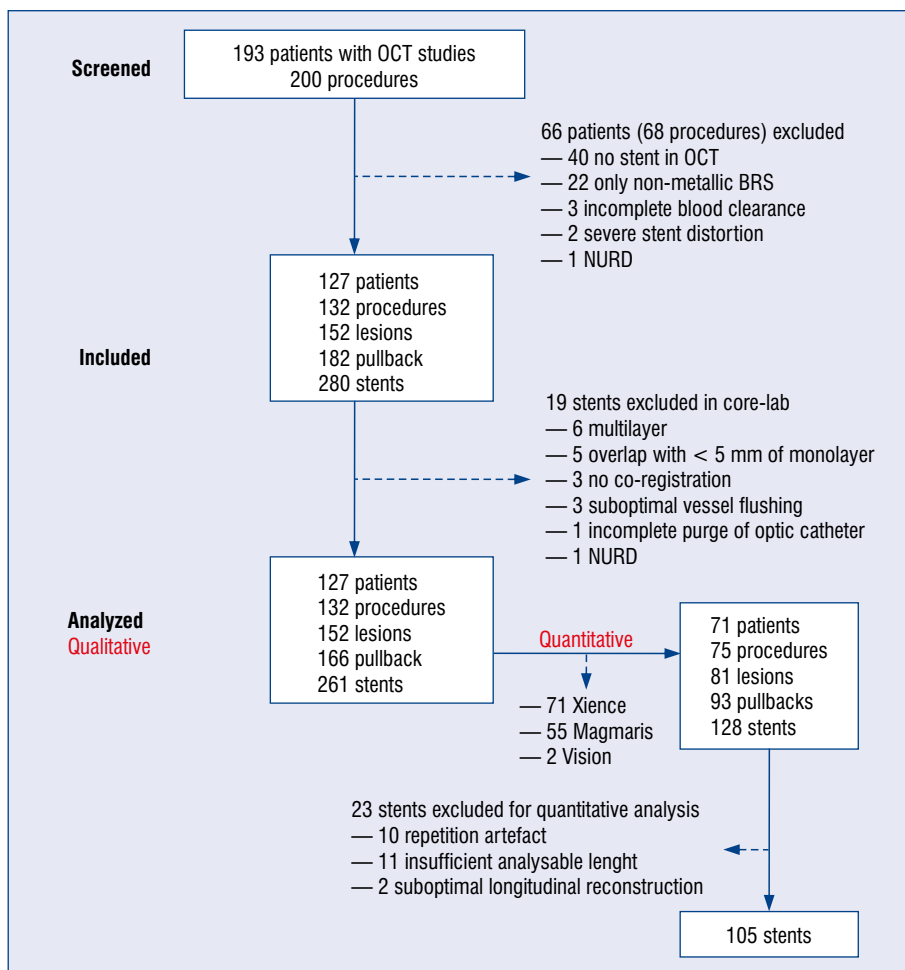 Screened
193 patients with OCT studies
200 procedures
66 patients (68 procedures) excluded
— 40 no stent in OCT
— 22 only non-metallic BRS
— 3 incomplete blood clearance
— 2 severe stent distortion
— 1 NURD
Included
127 patients
132 procedures
152 lesions
182 pullback
280 stents
19 stents excluded in core-lab
— 6 multilayer
— 5 overlap with < 5 mm of monolayer
— 3 no co-registration
— 3 suboptimal vessel flushing
— 1 incomplete purge of optic catheter
— 1 NURD
Analyzed
Qualitative
127 patients
132 procedures
152 lesions
166 pullback
261 stents
Quantitative
— 71 Xience
— 55 Magmaris
— 2 Vision
71 patients
75 procedures
81 lesions
93 pullbacks
128 stents
23 stents excluded for quantitative analysis
— 10 repetition artefact
— 11 insufficient analysable lenght
— 2 suboptimal longitudinal reconstruction
105 stents